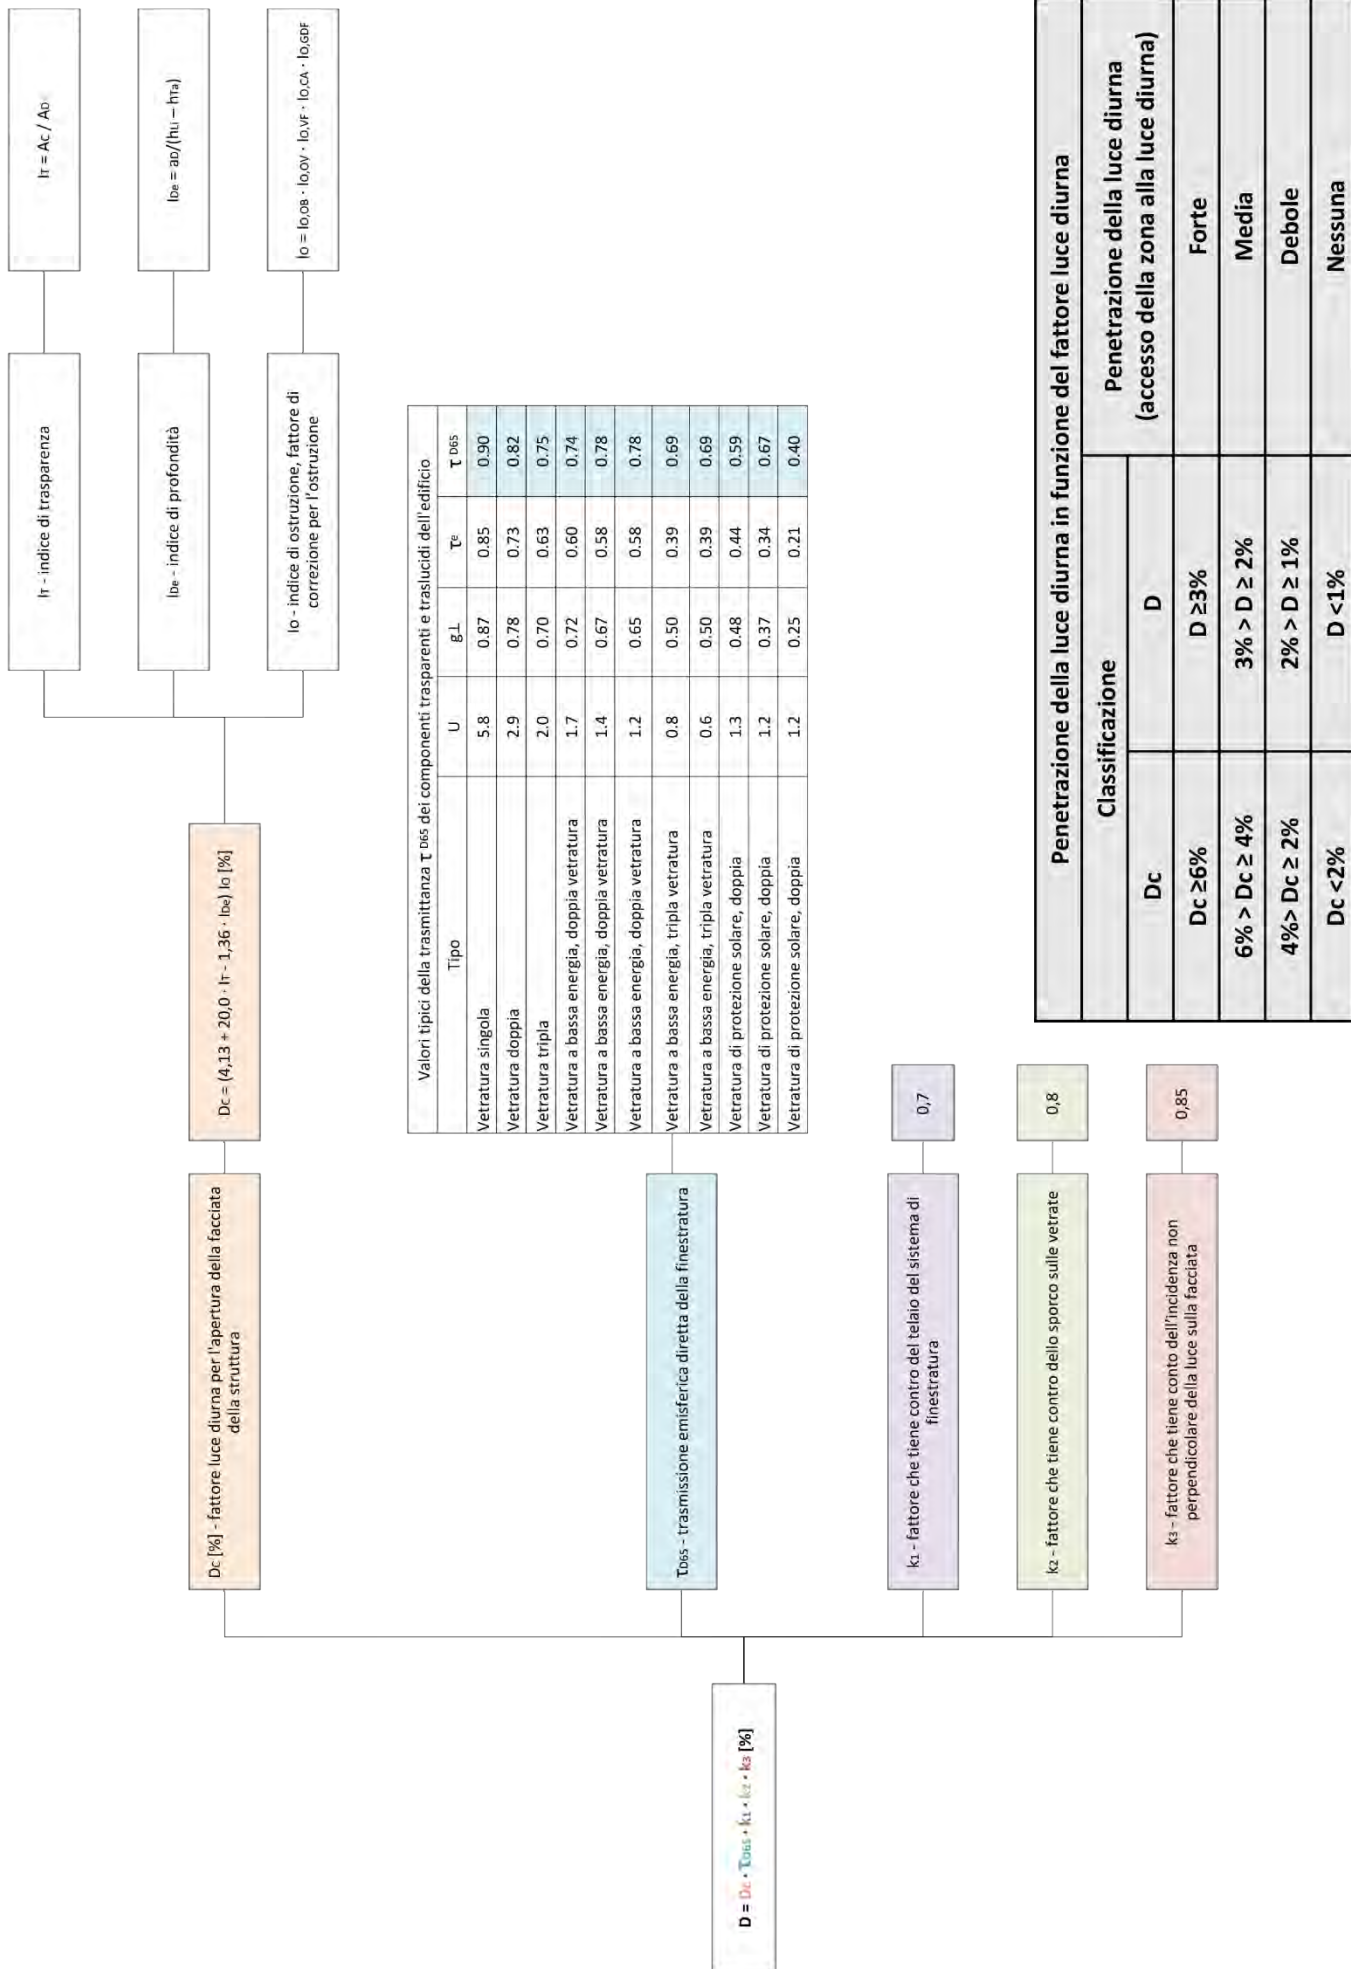 D = Dc · τD65 · k1 · k2 · k3 [%]
Dc [%] - fattore luce diurna per l'apertura della facciata
della struttura
Dc = (4,13 + 20,0 · IT - 1,36 · IDe) IO [%]
IT - indice di trasparenza
IT = AC / AD
IDe - indice di profondità
IDe = aD/(hLi – hTa)
IO - indice di ostruzione, fattore di
correzione per l'ostruzione
IO = IO,OB · IO,OV · IO,VF · IO,CA · IO,GDF
τD65 - trasmissione emisferica diretta della finestratura
Valori tipici della trasmittanza τ D65 dei componenti trasparenti e traslucidi dell'edificio
Tipo U g⊥ τe τ D65
Vetratura singola 5.8 0.87 0.85 0.90
Vetratura doppia 2.9 0.78 0.73 0.82
Vetratura tripla 2.0 0.70 0.63 0.75
Vetratura a bassa energia, doppia vetratura 1.7 0.72 0.60 0.74
Vetratura a bassa energia, doppia vetratura 1.4 0.67 0.58 0.78
Vetratura a bassa energia, doppia vetratura 1.2 0.65 0.58 0.78
Vetratura a bassa energia, tripla vetratura 0.8 0.50 0.39 0.69
Vetratura a bassa energia, tripla vetratura 0.6 0.50 0.39 0.69
Vetratura di protezione solare, doppia 1.3 0.48 0.44 0.59
Vetratura di protezione solare, doppia 1.2 0.37 0.34 0.67
Vetratura di protezione solare, doppia 1.2 0.25 0.21 0.40
k1 - fattore che tiene contro del telaio del sistema di
finestratura
0,7
k2 - fattore che tiene contro dello sporco sulle vetrate
0,8
k3 - fattore che tiene conto dell'incidenza non
perpendicolare della luce sulla facciata
0,85
Penetrazione della luce diurna in funzione del fattore luce diurna
Classificazione
Penetrazione della luce diurna
(accesso della zona alla luce diurna)
Dc D
Dc ≥6% D ≥3% Forte
6% > Dc ≥ 4% 3% > D ≥ 2% Media
4%> Dc ≥ 2% 2% > D ≥ 1% Debole
Dc <2% D <1% Nessuna